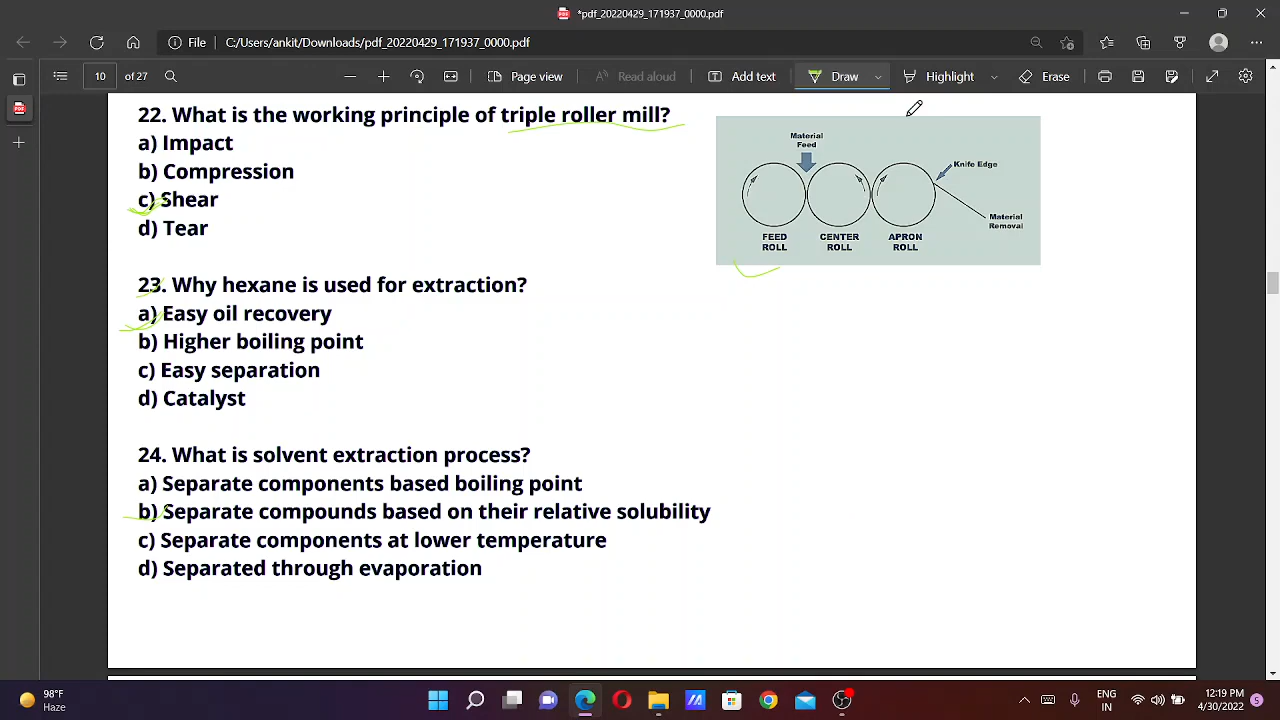 *pdf_20220429_171937_0000.pdf
File C:/Users/ankit/Downloads/pdf_20220429_171937_0000.pdf
10 of 27 Page view Read aloud Add text Draw Highlight Erase
22. What is the working principle of triple roller mill?
a) Impact
b) Compression
c) Shear
d) Tear
Material
Feed
Knife Edge
Material
Removal
FEED
ROLL
CENTER
ROLL
APRON
ROLL
23. Why hexane is used for extraction?
a) Easy oil recovery
b) Higher boiling point
c) Easy separation
d) Catalyst
24. What is solvent extraction process?
a) Separate components based boiling point
b) Separate compounds based on their relative solubility
c) Separate components at lower temperature
d) Separated through evaporation
98°F
Haze
ENG
IN
12:19 PM
4/30/2022
S